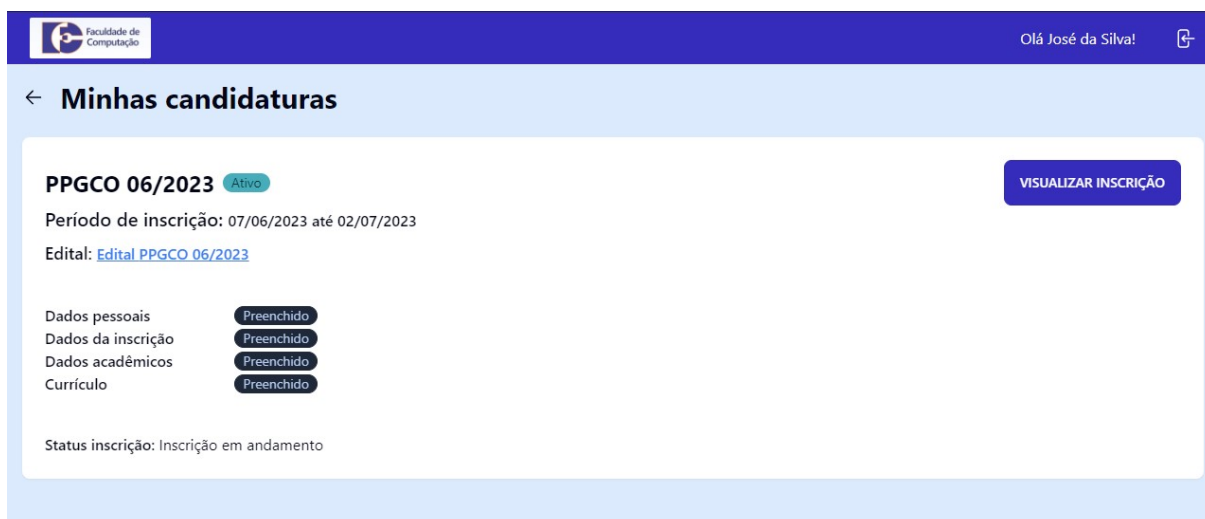 Faculdade de
Computação
Olá José da Silva!
Minhas candidaturas
PPGCO 06/2023 Ativo
VISUALIZAR INSCRIÇÃO
Período de inscrição: 07/06/2023 até 02/07/2023
Edital: Edital PPGCO 06/2023
Dados pessoais Preenchido
Dados da inscrição Preenchido
Dados acadêmicos Preenchido
Currículo Preenchido
Status inscrição: Inscrição em andamento